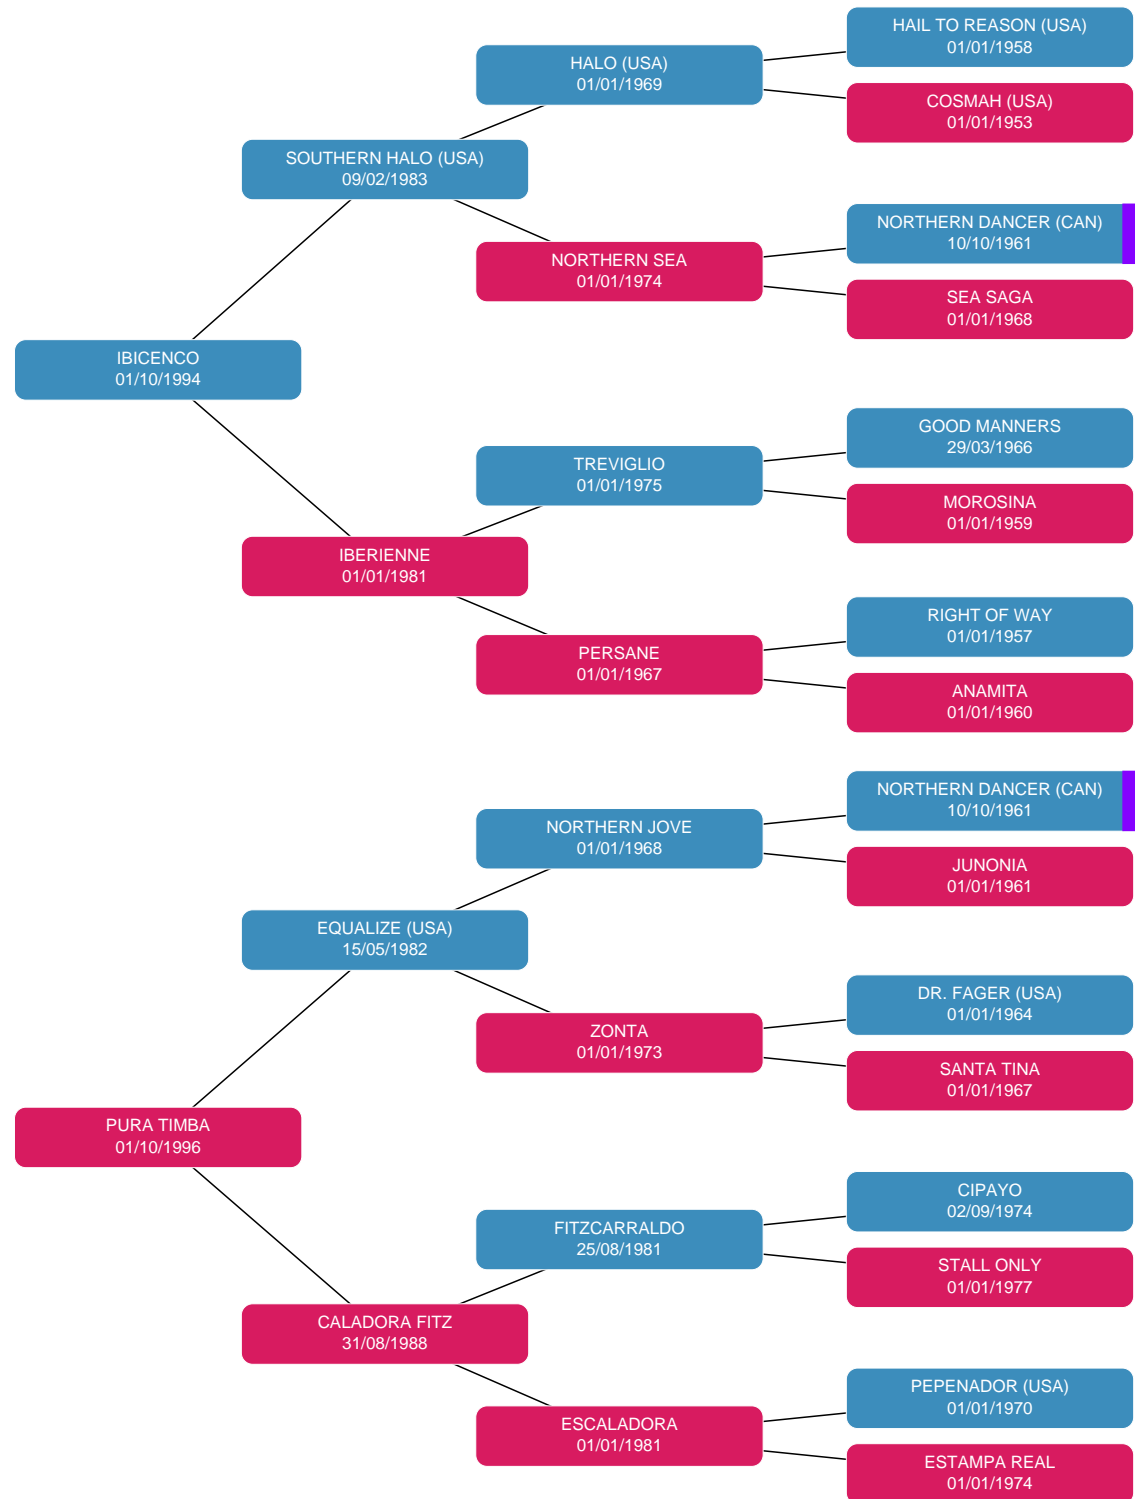 HAIL TO REASON (USA)
01/01/1958
HALO (USA)
01/01/1969
COSMAH (USA)
01/01/1953
SOUTHERN HALO (USA)
09/02/1983
NORTHERN DANCER (CAN)
10/10/1961
NORTHERN SEA
01/01/1974
SEA SAGA
01/01/1968
IBICENCO
01/10/1994
GOOD MANNERS
29/03/1966
TREVIGLIO
01/01/1975
MOROSINA
01/01/1959
IBERIENNE
01/01/1981
RIGHT OF WAY
01/01/1957
PERSANE
01/01/1967
ANAMITA
01/01/1960
NORTHERN DANCER (CAN)
10/10/1961
NORTHERN JOVE
01/01/1968
JUNONIA
01/01/1961
EQUALIZE (USA)
15/05/1982
DR. FAGER (USA)
01/01/1964
ZONTA
01/01/1973
SANTA TINA
01/01/1967
PURA TIMBA
01/10/1996
CIPAYO
02/09/1974
FITZCARRALDO
25/08/1981
STALL ONLY
01/01/1977
CALADORA FITZ
31/08/1988
PEPENADOR (USA)
01/01/1970
ESCALADORA
01/01/1981
ESTAMPA REAL
01/01/1974